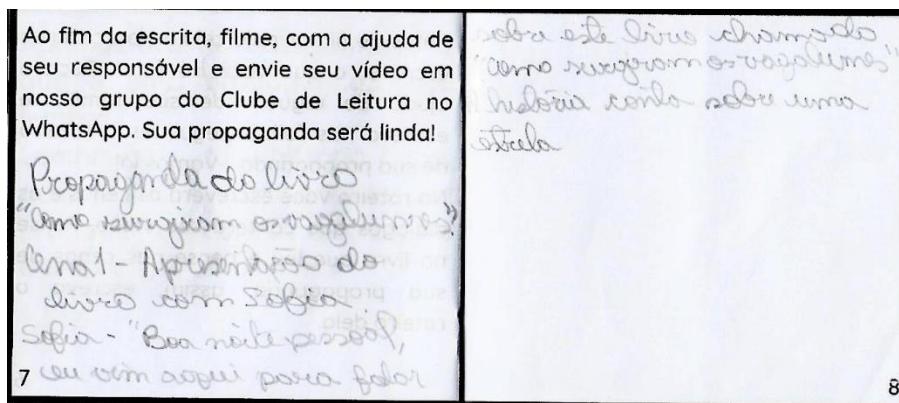 Ao fim da escrita, filme, com a ajuda de
seu responsável e envie seu vídeo em
nosso grupo do Clube de Leitura no
WhatsApp. Sua propaganda será linda!
Propaganda do livro
"Como surgiram os vagalumes"
Cena 1 - Apresentação do
livro com Sofia
Sofia - "Boa noite pessoal,
eu vim aqui para falar
7
sobre este livro chamado
"Como surgiram os vagalumes"
história conta sobre uma
estrela
8